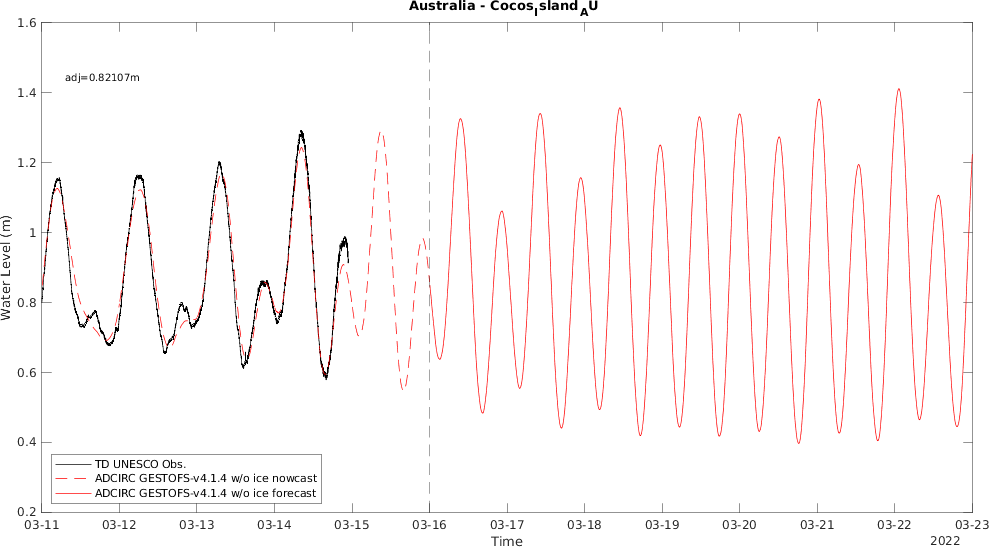 Australia - Cocos_Island_AU
adj=0.82107m
1.6
1.4
1.2
1
0.8
0.6
0.4
0.2
Water Level (m)
TD UNESCO Obs.
ADCIRC GESTOFS-v4.1.4 w/o ice nowcast
ADCIRC GESTOFS-v4.1.4 w/o ice forecast
03-11 03-12 03-13 03-14 03-15 03-16 03-17 03-18 03-19 03-20 03-21 03-22 03-23
Time
2022